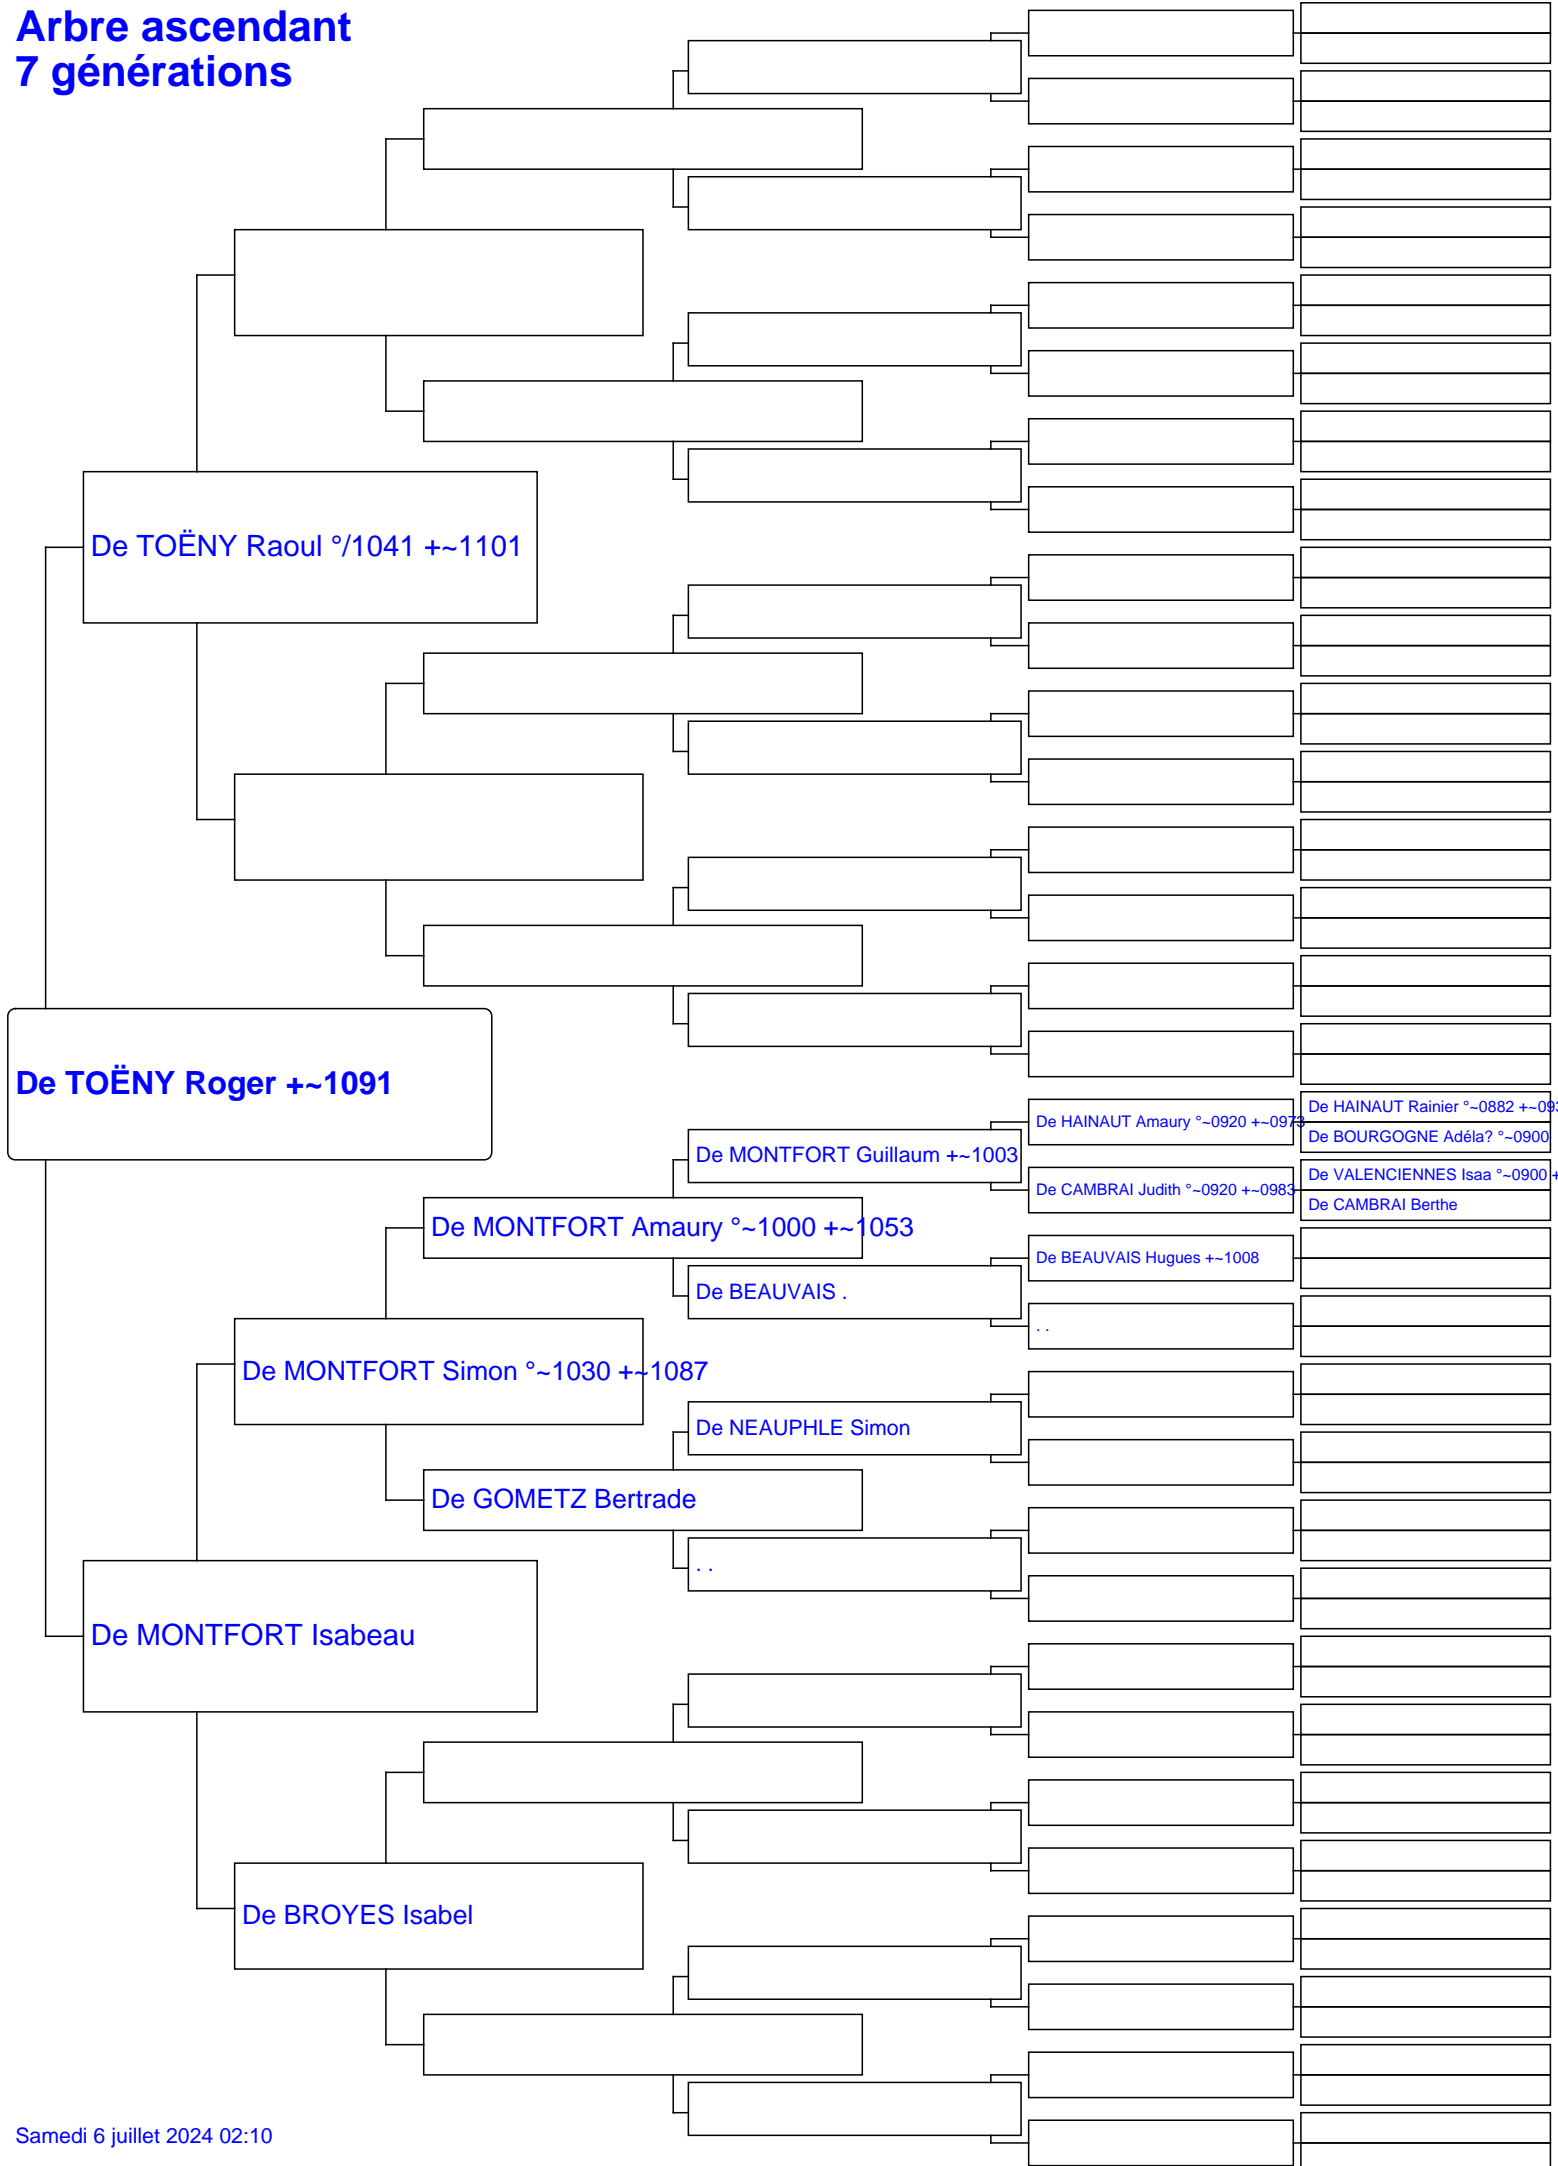 Arbre ascendant
7 générations
De TOËNY Raoul °/1041 +~1101
De TOËNY Roger +~1091
De HAINAUT Rainier °~0882 +~093
De HAINAUT Amaury °~0920 +~0973
De BOURGOGNE Adéla? °~0900
De MONTFORT Guillaum +~1003
De VALENCIENNES Isaa °~0900 +
De CAMBRAI Judith °~0920 +~0983
De CAMBRAI Berthe
De MONTFORT Amaury °~1000 +~1053
De BEAUVAIS Hugues +~1008
De BEAUVAIS .
. .
De MONTFORT Simon °~1030 +~1087
De NEAUPHLE Simon
De GOMETZ Bertrade
. .
De MONTFORT Isabeau
De BROYES Isabel
Samedi 6 juillet 2024 02:10